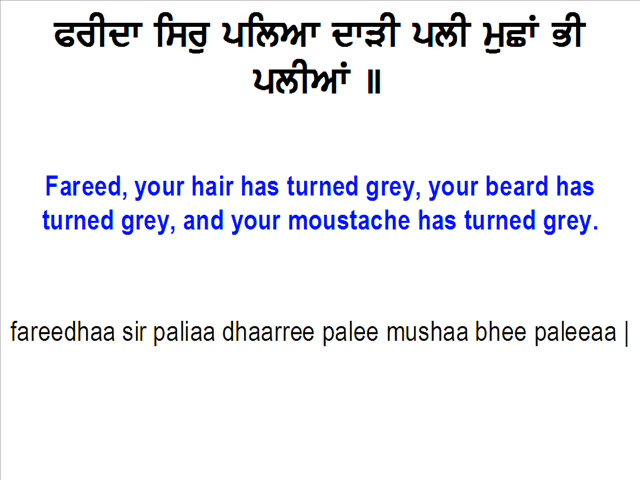 ਫਰੀਦਾ ਸਿਰੁ ਪਲਿਆ ਦਾੜੀ ਪਲੀ ਮੁਛਾਂ ਭੀ
ਪਲੀਆਂ ॥
Fareed, your hair has turned grey, your beard has
turned grey, and your moustache has turned grey.
fareedhaa sir paliaa dhaarree palee mushaa bhee paleeaa |